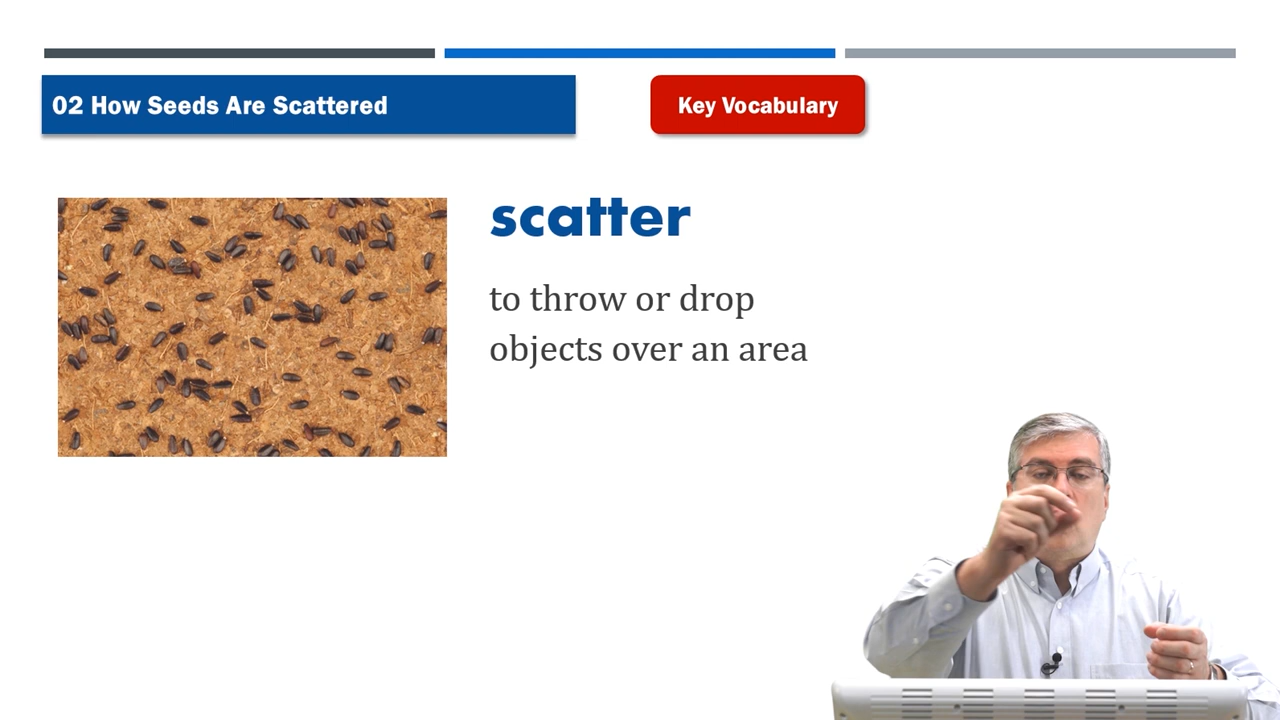 02 How Seeds Are Scattered
Key Vocabulary
scatter
to throw or drop
objects over an area